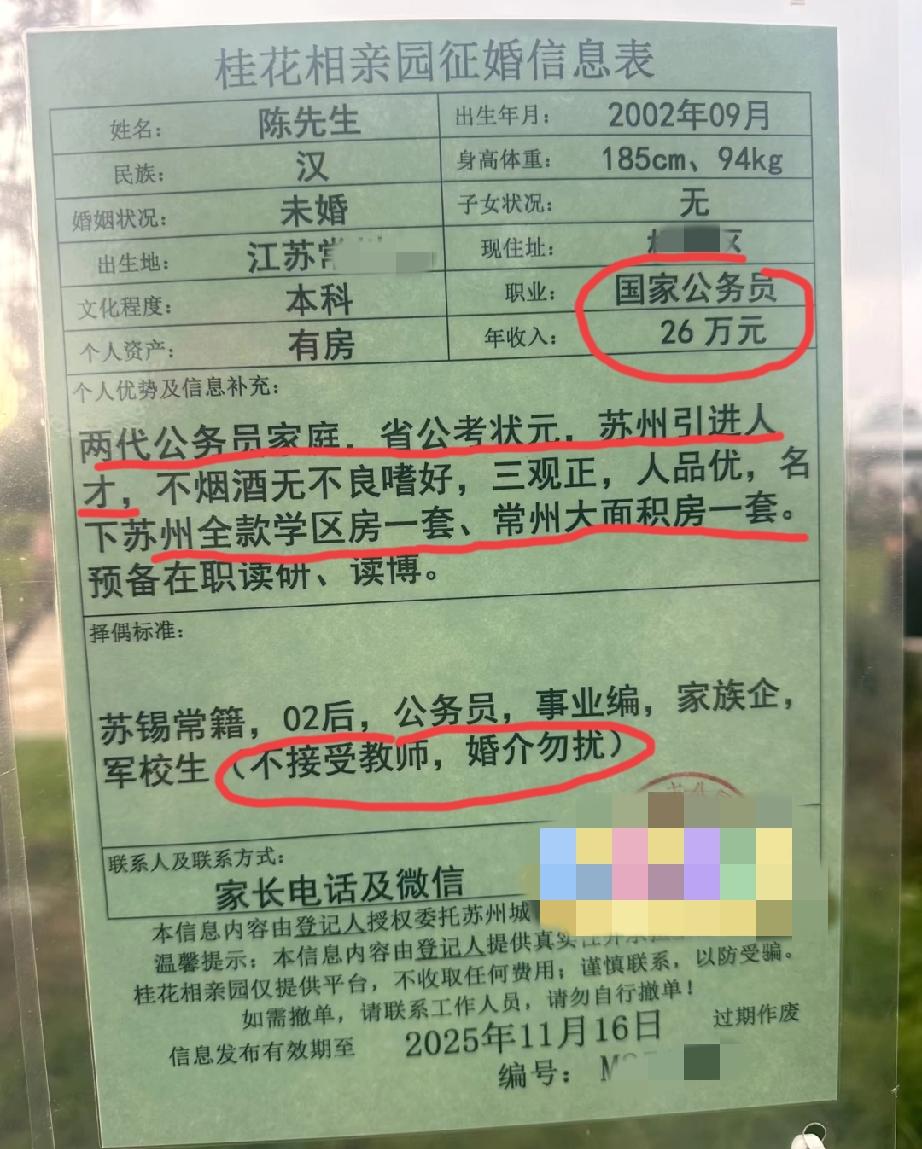 桂花相亲园征婚信息表
姓名: 陈先生 出生年月: 2002年09月
民族: 汉 身高体重: 185cm、94kg
婚姻状况: 未婚 子女状况: 无
出生地: 江苏常 现住址: 区
文化程度: 本科 职业: 国家公务员
个人资产: 有房 年收入: 26 万元
个人优势及信息补充:
两代公务员家庭，省公考状元，苏州引进人
才，不烟酒无不良嗜好，三观正，人品优，名
下苏州全款学区房一套、常州大面积房一套。
预备在职读研、读博。
择偶标准:
苏锡常籍，02后，公务员，事业编，家族企，
军校生（不接受教师，婚介勿扰）
联系人及联系方式:
家长电话及微信
本信息内容由登记人授权委托苏州城
温馨提示：本信息内容由登记人提供真实
桂花相亲园仅提供平台，不收取任何费用；谨慎联系，以防受骗。
如需撤单，请联系工作人员，请勿自行撤单！
信息发布有效期至 2025年11月16日 过期作废
编号： M